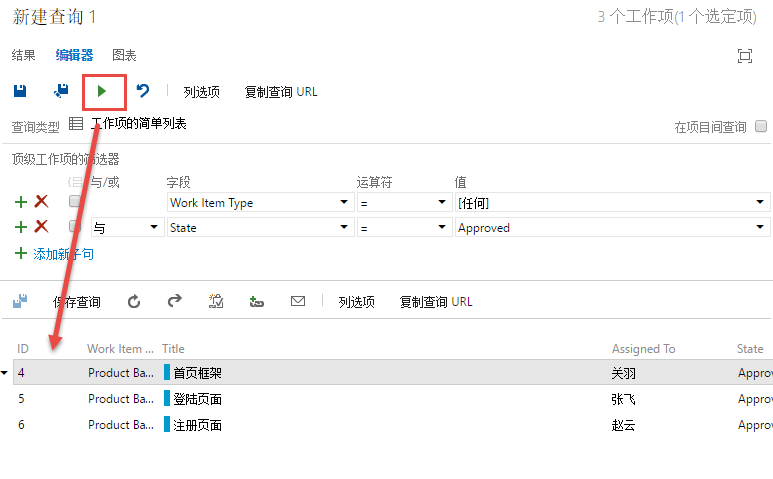 新建查询 1 3 个工作项(1 个选定项)
结果 编辑器 图表
列选项 复制查询 URL
查询类型 工作项的简单列表 在项目间查询
顶级工作项的筛选器
与/或 字段 运算符 值
Work Item Type = [任何]
与 State = Approved
添加新子句
保存查询 列选项 复制查询 URL
ID Work Item ... Title Assigned To State
4 Product Ba... 首页框架 关羽 Approv
5 Product Ba... 登陆页面 张飞 Approv
6 Product Ba... 注册页面 赵云 Approv